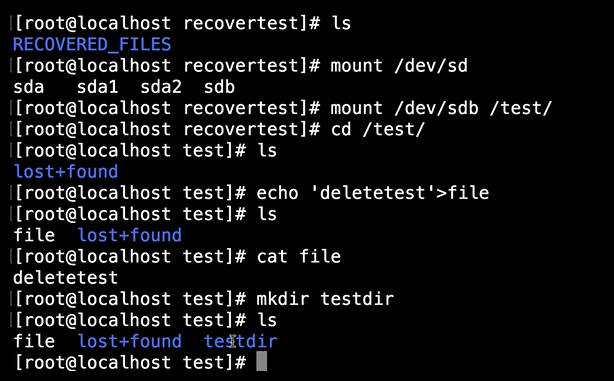 [root@localhost recovertest]# ls
RECOVERED_FILES
[root@localhost recovertest]# mount /dev/sd
sda   sda1  sda2  sdb
[root@localhost recovertest]# mount /dev/sdb /test/
[root@localhost recovertest]# cd /test/
[root@localhost test]# ls
lost+found
[root@localhost test]# echo 'deletetest'>file
[root@localhost test]# ls
file  lost+found
[root@localhost test]# cat file
deletetest
[root@localhost test]# mkdir testdir
[root@localhost test]# ls
file  lost+found  testdir
[root@localhost test]#